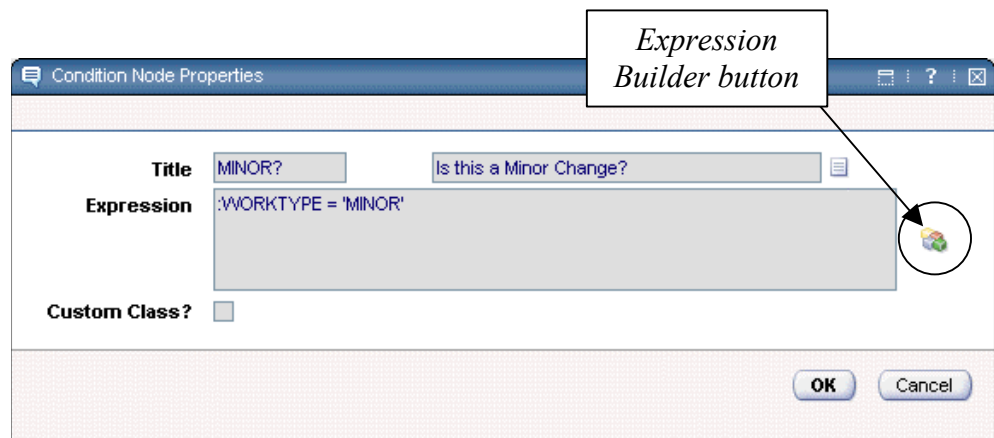 Expression
Builder button
Condition Node Properties
?
Title MINOR? Is this a Minor Change?
Expression :WORKTYPE = 'MINOR'
Custom Class?
OK Cancel